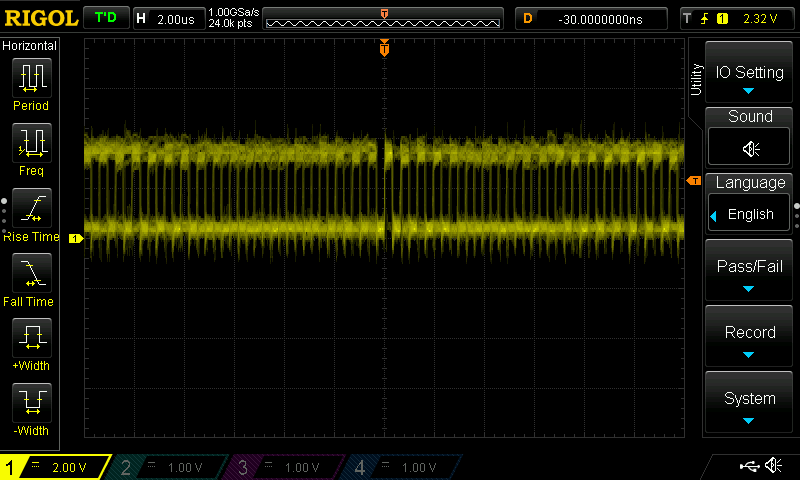 RIGOL T'D H 2.00us 1.00GSa/s 24.0k pts D -30.0000000ns T 1 2.32 V
T
Horizontal
Period
Freq
Rise Time
Fall Time
+Width
-Width
T
1
T
Utility
IO Setting
Sound
Language
English
Pass/Fail
Record
System
1 2.00 V 2 1.00 V 3 1.00 V 4 1.00 V